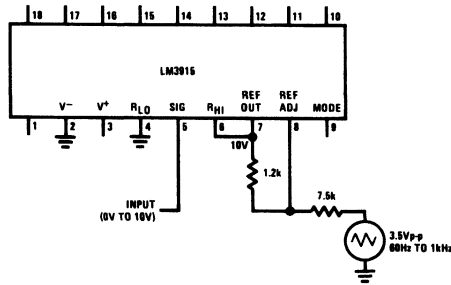 18 17 16 15 14 13 12 11 10
LM3915
REF REF
V− V+ RLO SIG RHI OUT ADJ MODE
1 2 3 4 5 6 7 8 9
10V
1.2k
7.5k
INPUT
(0V TO 10V)
3.5Vp-p
60Hz TO 1kHz